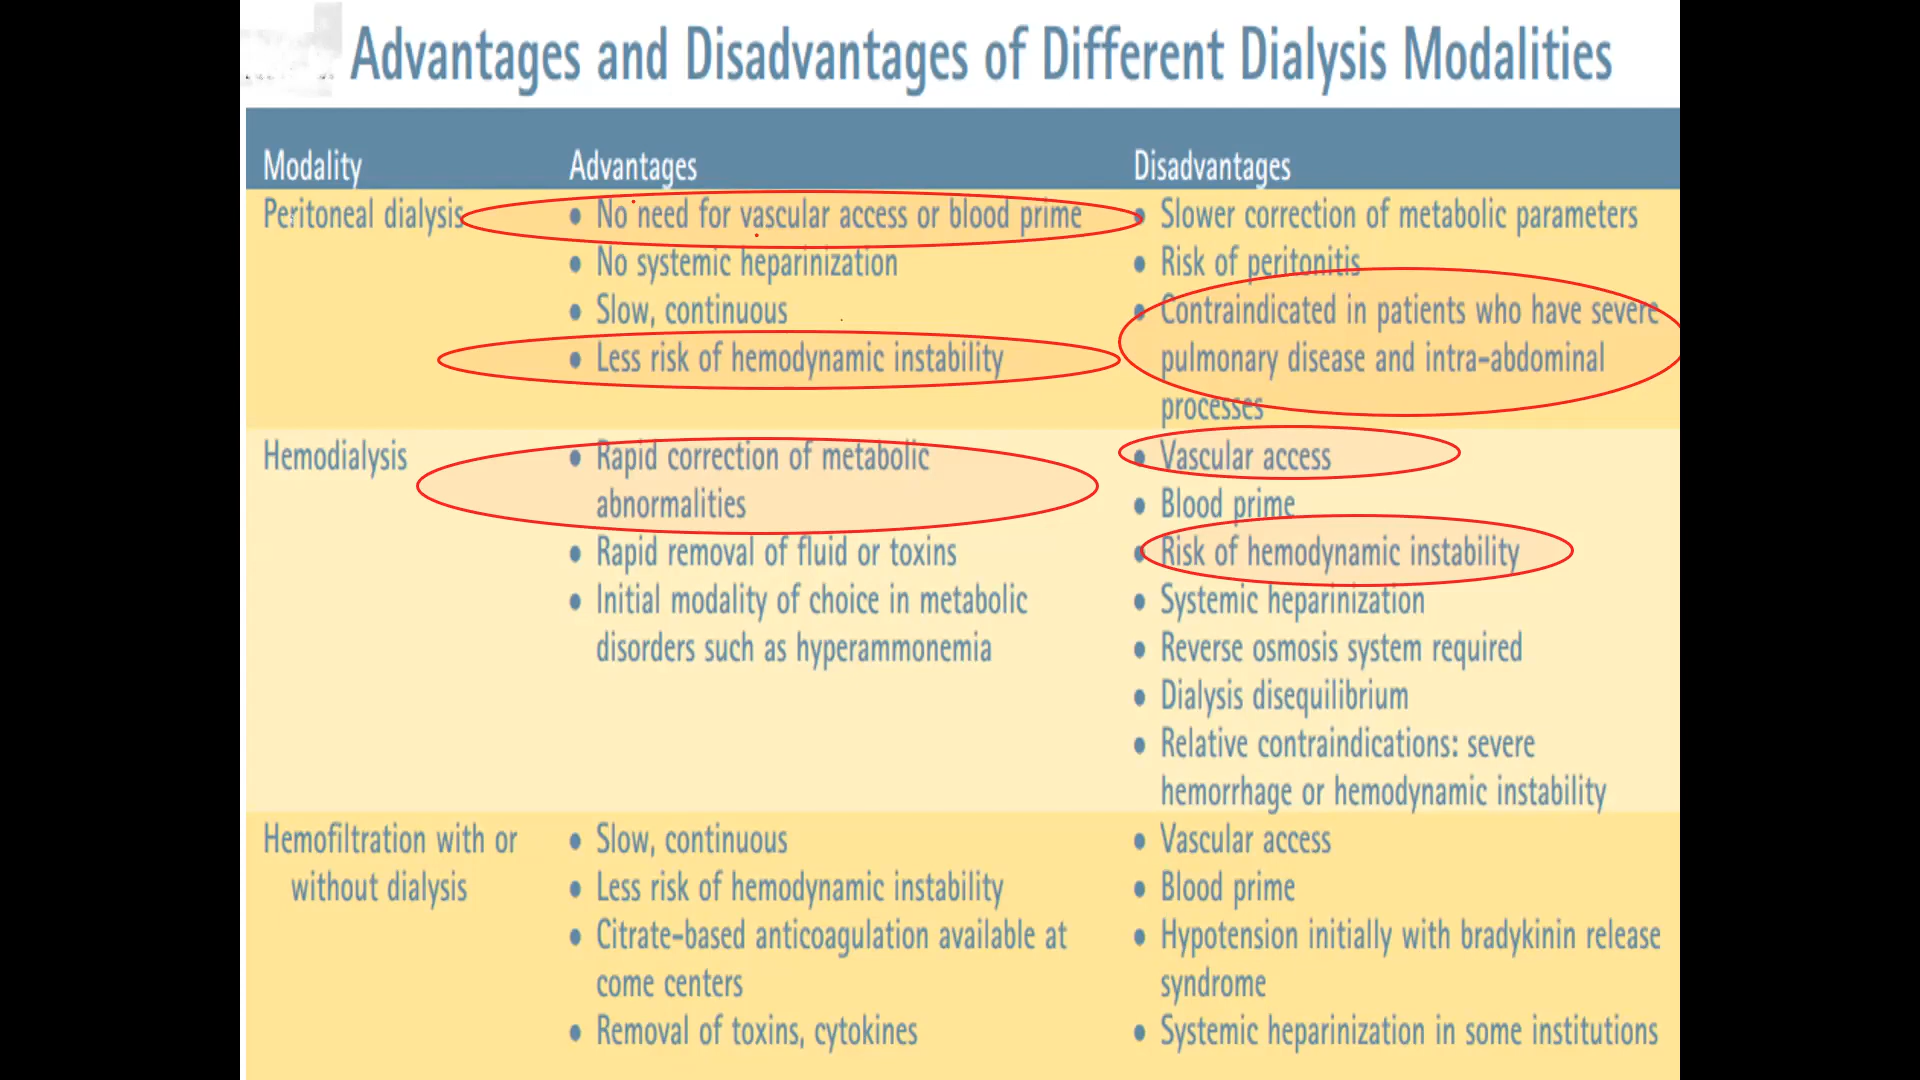 Advantages and Disadvantages of Different Dialysis Modalities
Modality Advantages Disadvantages
Peritoneal dialysis
• No need for vascular access or blood prime
• No systemic heparinization
• Slow, continuous
• Less risk of hemodynamic instability
• Slower correction of metabolic parameters
• Risk of peritonitis
• Contraindicated in patients who have severe
pulmonary disease and intra-abdominal
processes
Hemodialysis
• Rapid correction of metabolic
abnormalities
• Rapid removal of fluid or toxins
• Initial modality of choice in metabolic
disorders such as hyperammonemia
• Vascular access
• Blood prime
• Risk of hemodynamic instability
• Systemic heparinization
• Reverse osmosis system required
• Dialysis disequilibrium
• Relative contraindications: severe
hemorrhage or hemodynamic instability
Hemofiltration with or
without dialysis
• Slow, continuous
• Less risk of hemodynamic instability
• Citrate-based anticoagulation available at
come centers
• Removal of toxins, cytokines
• Vascular access
• Blood prime
• Hypotension initially with bradykinin release
syndrome
• Systemic heparinization in some institutions